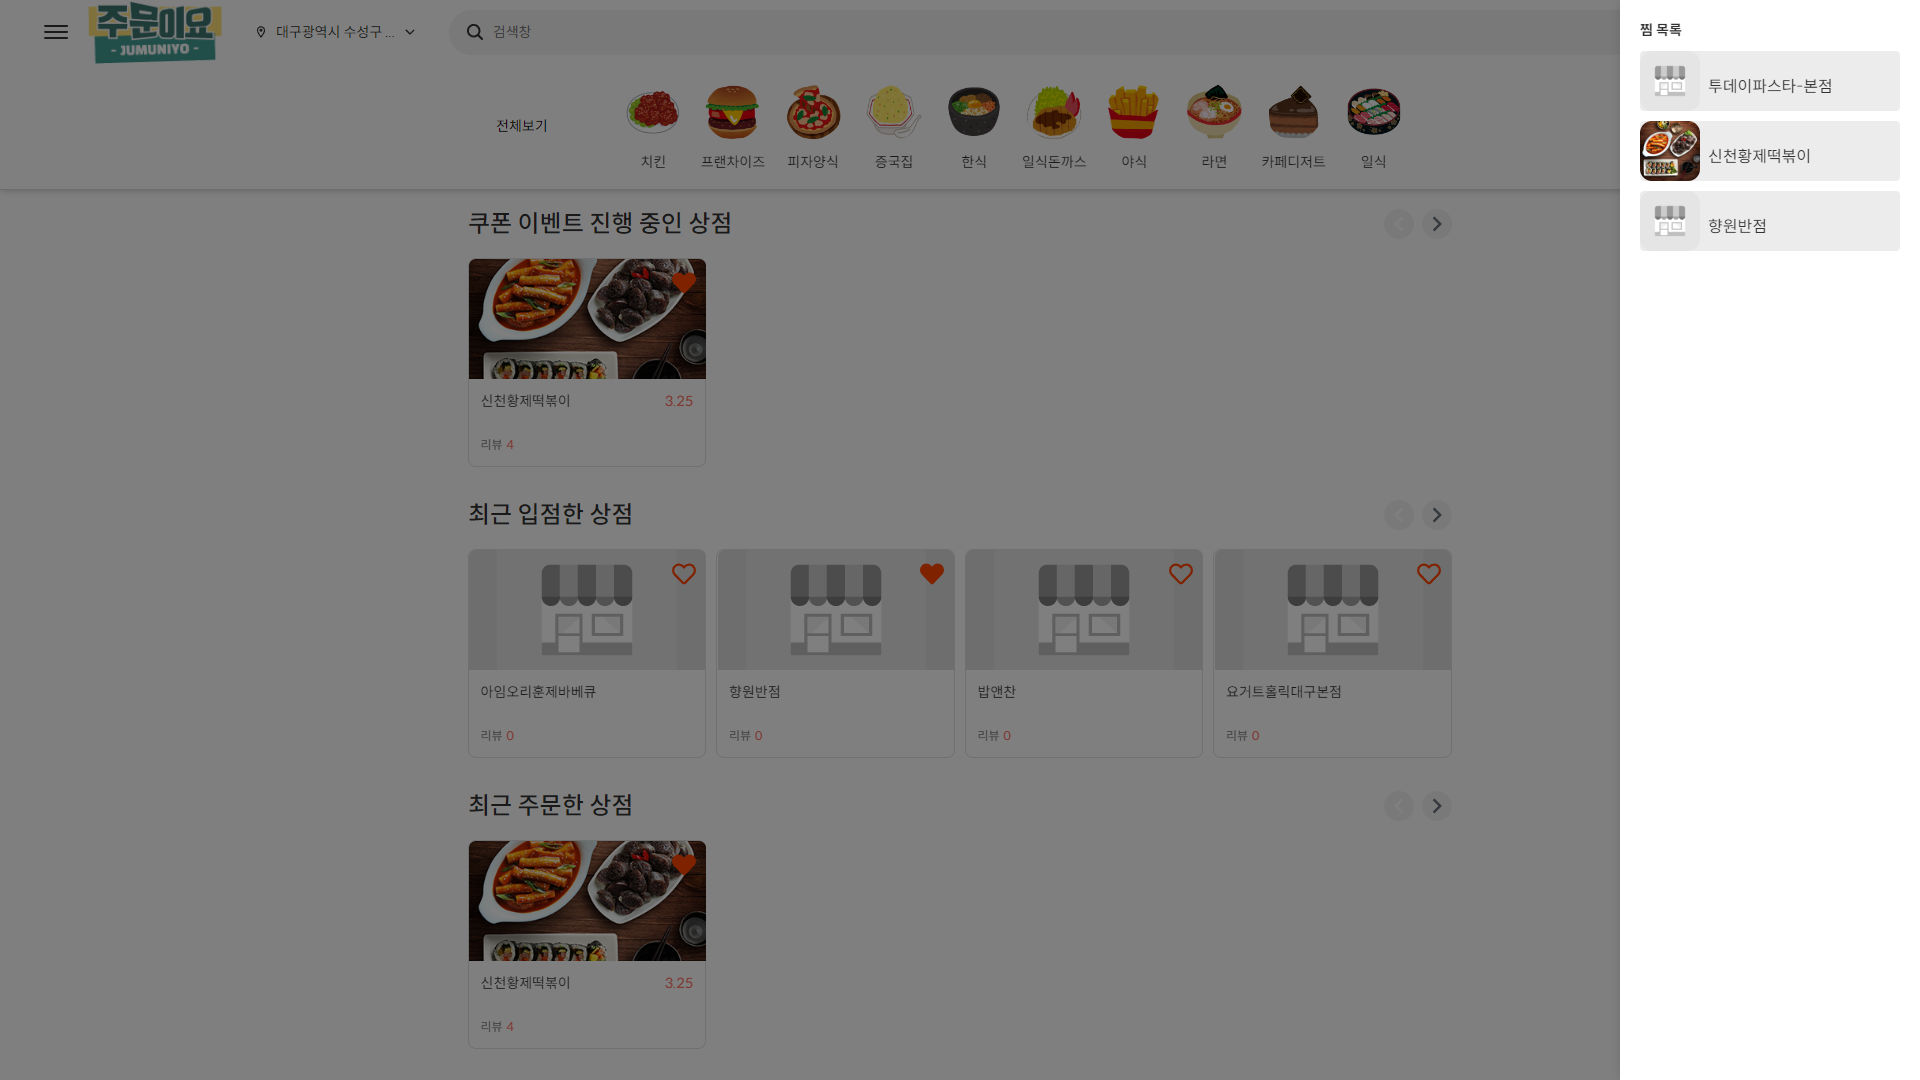 주문이요
- JUMUNIYO -
대구광역시 수성구 ...
검색창
전체보기
치킨
프랜차이즈
피자양식
중국집
한식
일식돈까스
야식
라면
카페디저트
일식
쿠폰 이벤트 진행 중인 상점
신천황제떡볶이 3.25
리뷰 4
최근 입점한 상점
아임오리훈제바베큐
리뷰 0
향원반점
리뷰 0
밥앤찬
리뷰 0
요거트홀릭대구본점
리뷰 0
최근 주문한 상점
신천황제떡볶이 3.25
리뷰 4
찜 목록
투데이파스타-본점
신천황제떡볶이
향원반점